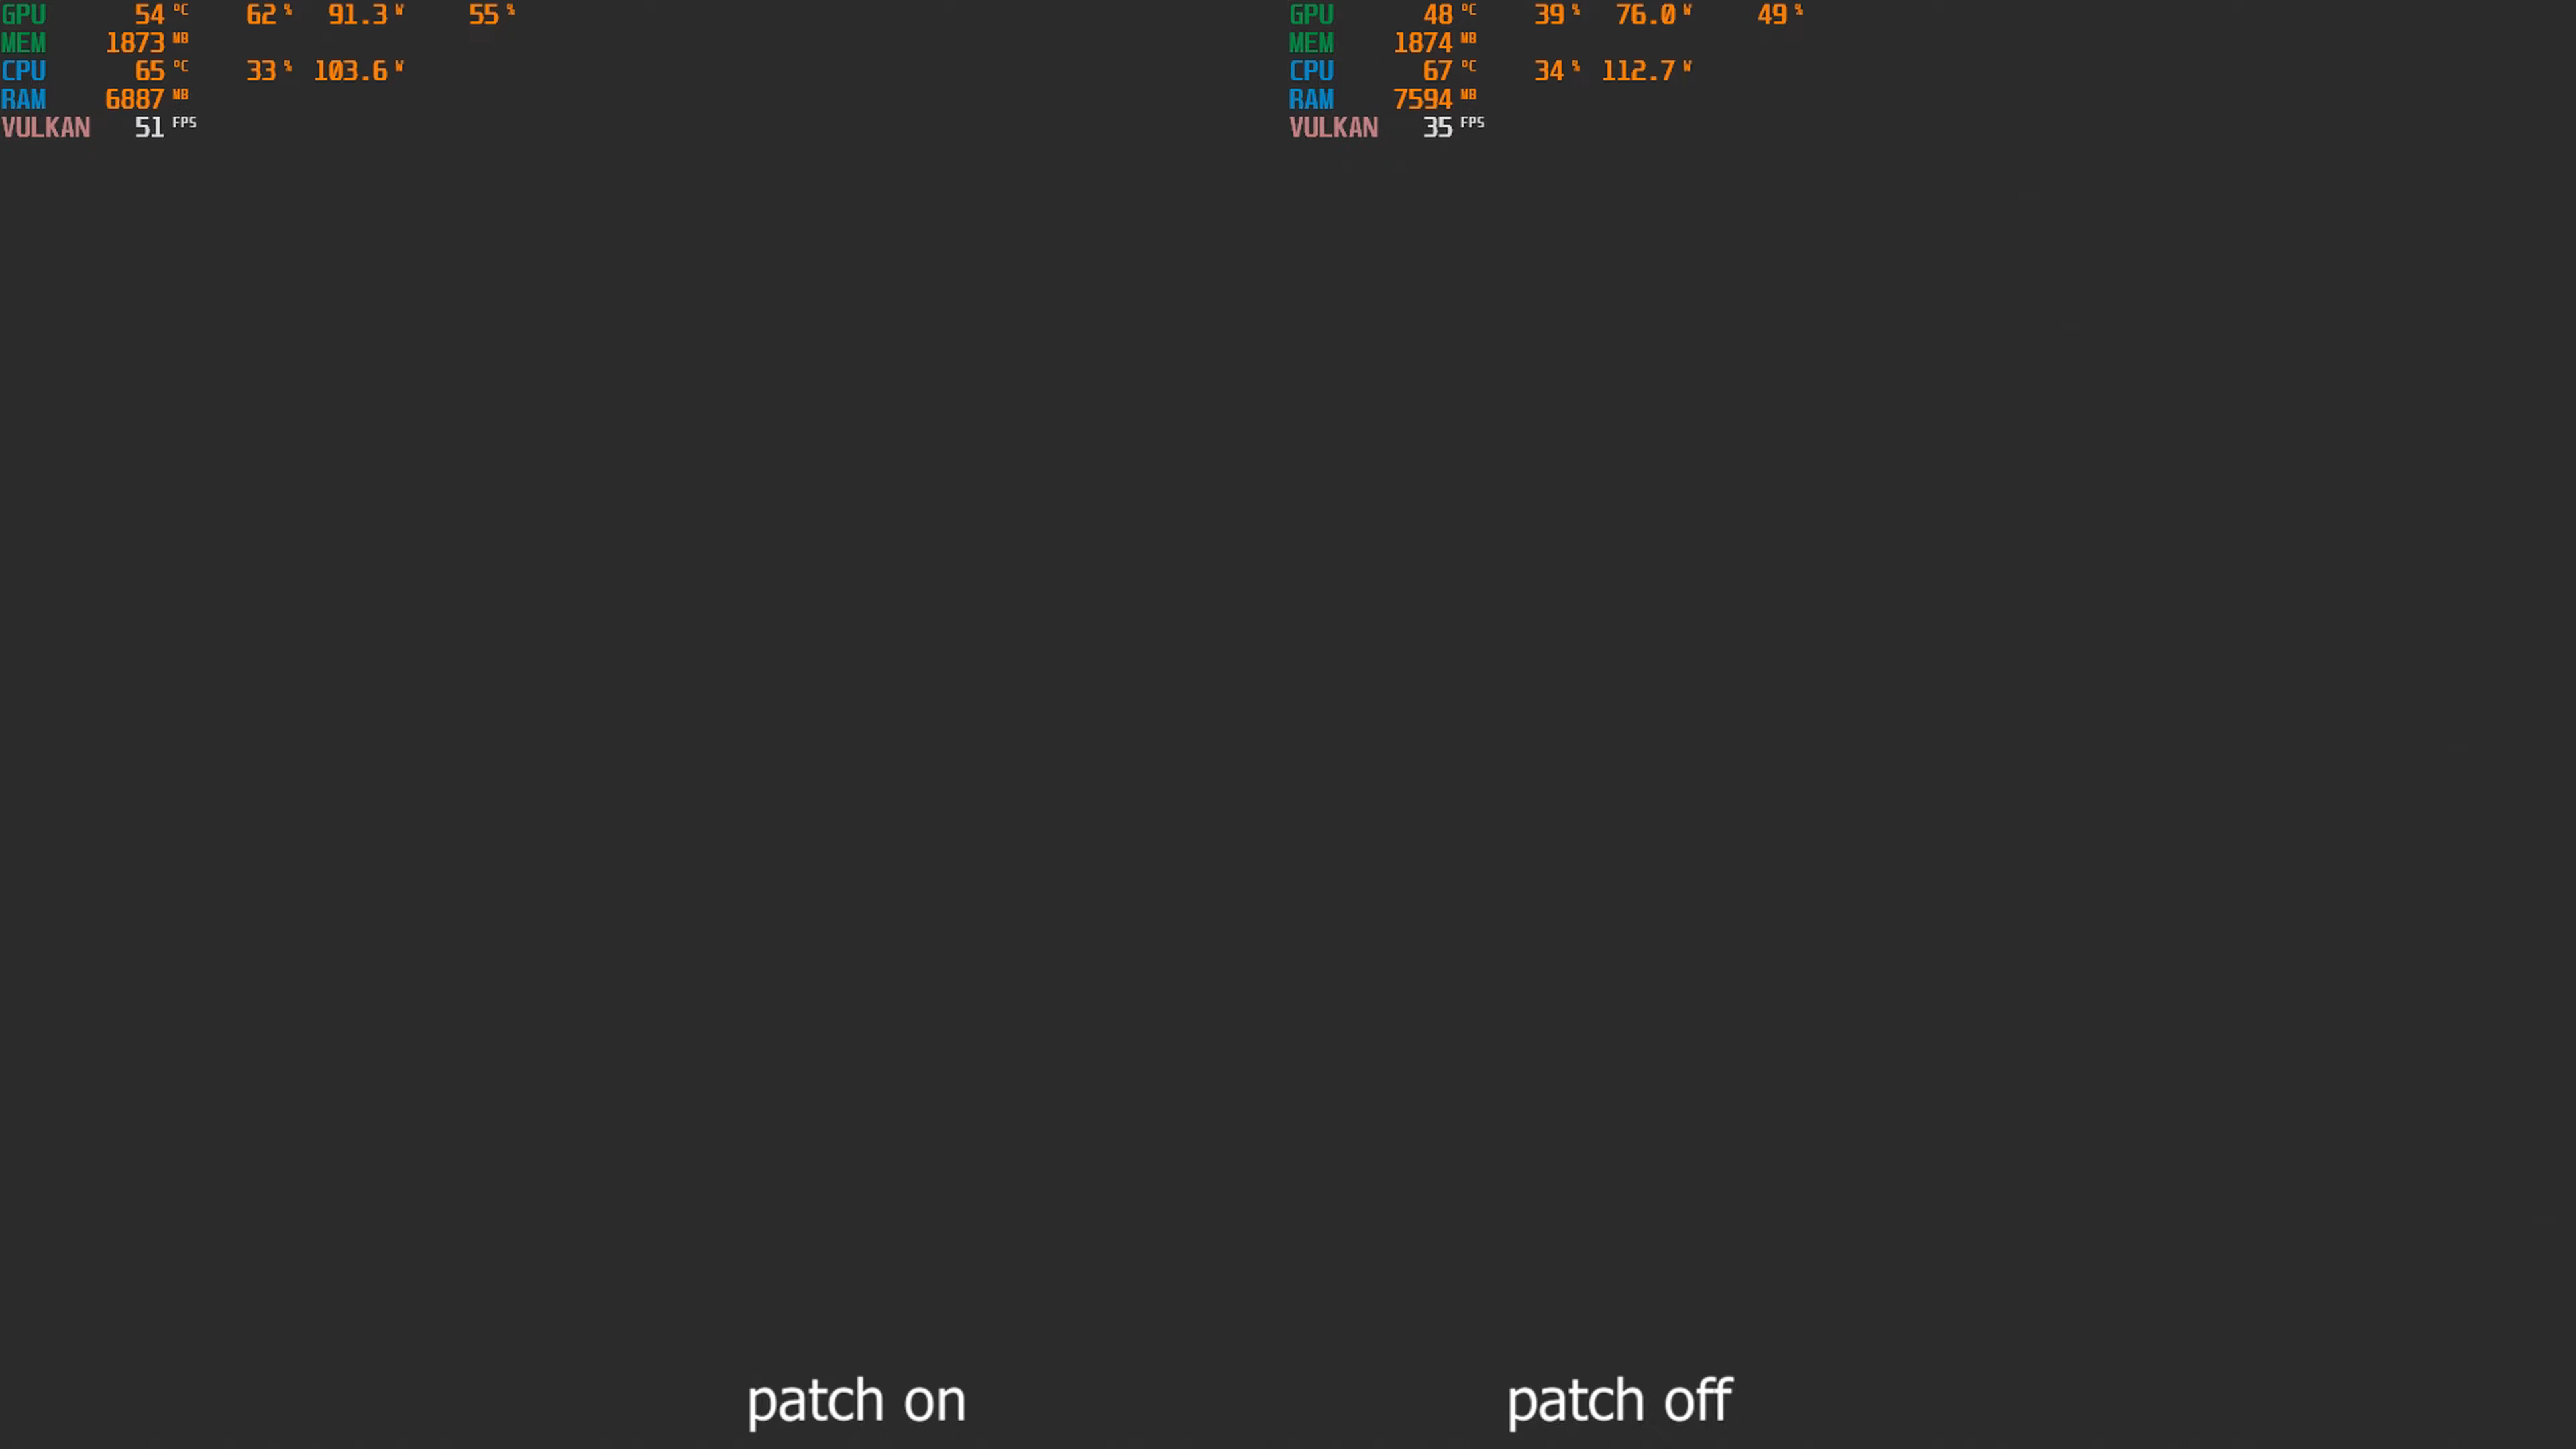 GPU 54 °C 62 % 91.3 W 55 %
MEM 1873 MB
CPU 65 °C 33 % 103.6 W
RAM 6887 MB
VULKAN 51 FPS
GPU 48 °C 39 % 76.0 W 49 %
MEM 1874 MB
CPU 67 °C 34 % 112.7 W
RAM 7594 MB
VULKAN 35 FPS
patch on
patch off